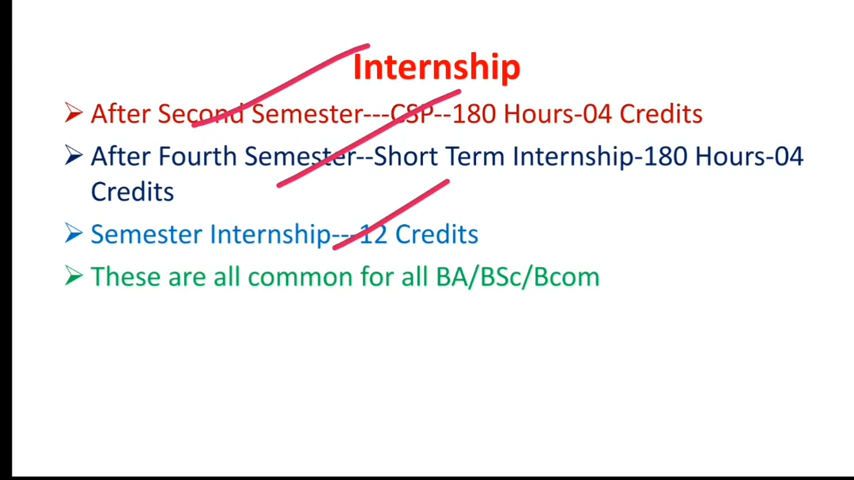 Internship
After Second Semester---CSP--180 Hours-04 Credits
After Fourth Semester--Short Term Internship-180 Hours-04
Credits
Semester Internship---12 Credits
These are all common for all BA/BSc/Bcom